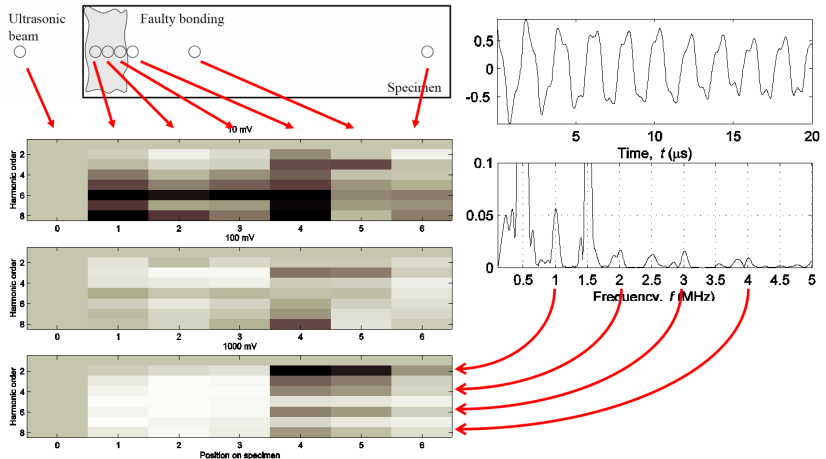 Ultrasonic
beam
Faulty bonding
Specimen
10 mV
Harmonic order
2
4
6
8
0 1 2 3 4 5 6
100 mV
Harmonic order
2
4
6
8
0 1 2 3 4 5 6
1000 mV
Harmonic order
2
4
6
8
0 1 2 3 4 5 6
Position on specimen
0.5
0
-0.5
5 10 15 20
Time, t (μs)
0.1
0.05
0
0.5 1 1.5 2 2.5 3 3.5 4 4.5 5
Frequency, f (MHz)